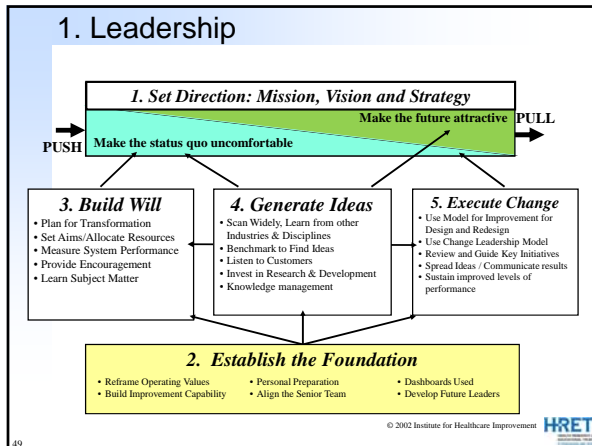 1. Leadership
1. Set Direction: Mission, Vision and Strategy
Make the future attractive
PULL
PUSH
Make the status quo uncomfortable
3. Build Will
• Plan for Transformation
• Set Aims/Allocate Resources
• Measure System Performance
• Provide Encouragement
• Learn Subject Matter
4. Generate Ideas
• Scan Widely, Learn from other
Industries & Disciplines
• Benchmark to Find Ideas
• Listen to Customers
• Invest in Research & Development
• Knowledge management
5. Execute Change
• Use Model for Improvement for
Design and Redesign
• Use Change Leadership Model
• Review and Guide Key Initiatives
• Spread Ideas / Communicate results
• Sustain improved levels of
performance
2. Establish the Foundation
• Reframe Operating Values
• Build Improvement Capability
• Personal Preparation
• Align the Senior Team
• Dashboards Used
• Develop Future Leaders
© 2002 Institute for Healthcare Improvement
HRET
49